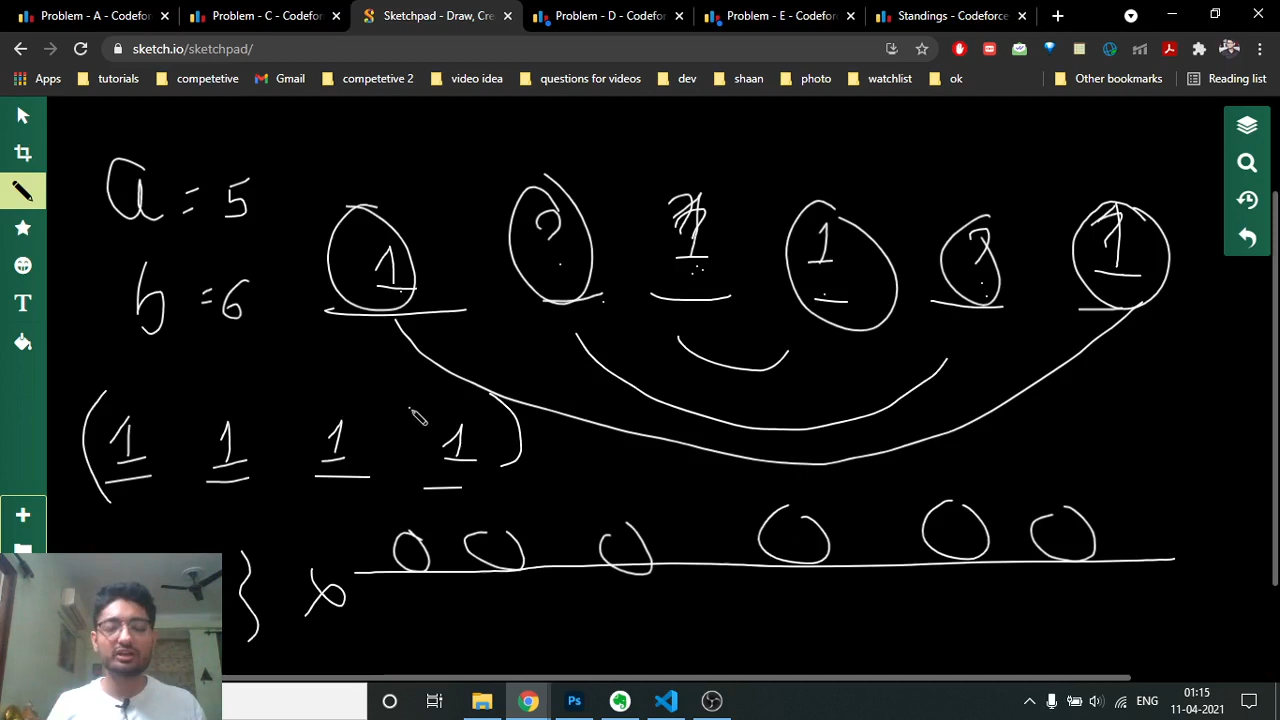 Problem - A - Codefor
Problem - C - Codefor
Sketchpad - Draw, Cre
Problem - D - Codefor
Problem - E - Codeforc
Standings - Codeforce
sketch.io/sketchpad/
Apps tutorials competetive Gmail competetive 2 video idea questions for videos dev shaan photo watchlist ok Other bookmarks Reading list
a = 5
1 ? 1 1 ? 1
b = 6
( 1 1 1 1 )
T
ENG
01:15
11-04-2021